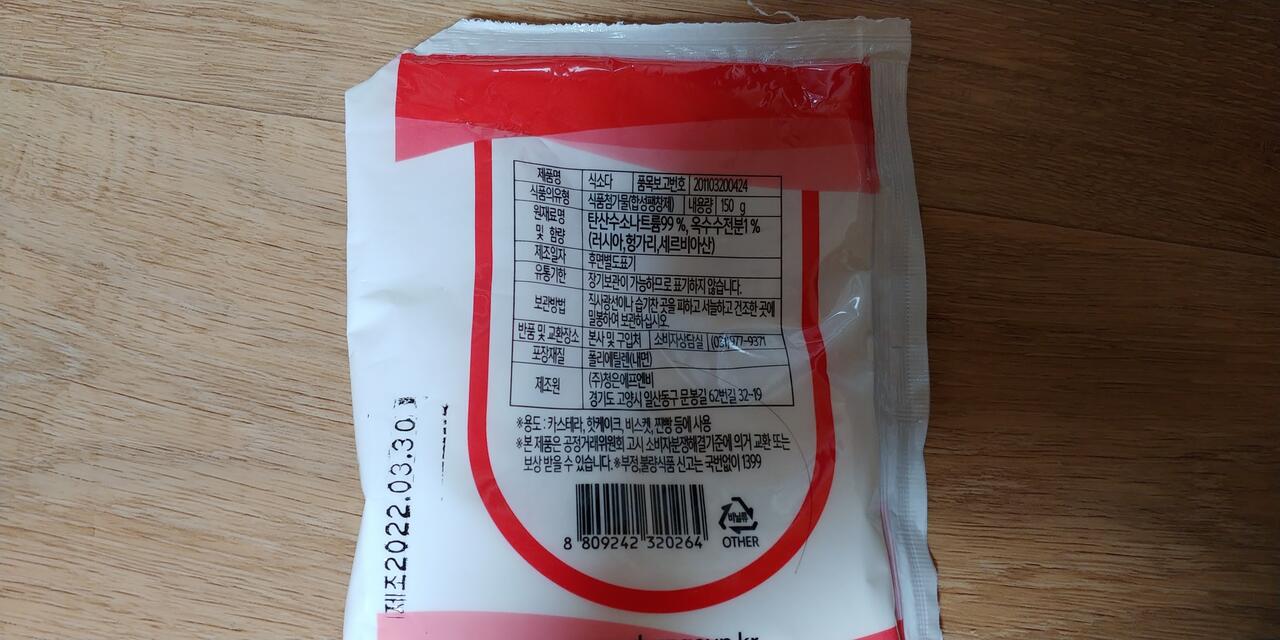 제품명 식소다 품목보고번호 201103200424
식품의유형 식품첨가물(합성팽창제) 내용량 150 g
원재료명 및 함량 탄산수소나트륨99 %, 옥수수전분1 %
(러시아,헝가리,세르비아산)
제조일자 후면별도표기
유통기한 장기보관이 가능하므로 표기하지 않습니다.
보관방법 직사광선이나 습기찬 곳을 피하고 서늘하고 건조한 곳에
밀봉하여 보관하십시오
반품 및 교환장소 본사 및 구입처 소비자상담실 (031)977-9371
포장재질 폴리에틸렌(내면)
제조원 (주)청은에프엔비
경기도 고양시 일산동구 문봉길 62번길 32-19
※용도 : 카스테라, 핫케이크, 비스켓, 찐빵 등에 사용
※본 제품은 공정거래위원회 고시 소비자분쟁해결기준에 의거 교환 또는
보상 받을 수 있습니다.※부정,불량식품 신고는 국번없이 1399
8 809242 320264
비닐류
OTHER
제조2022.03.30